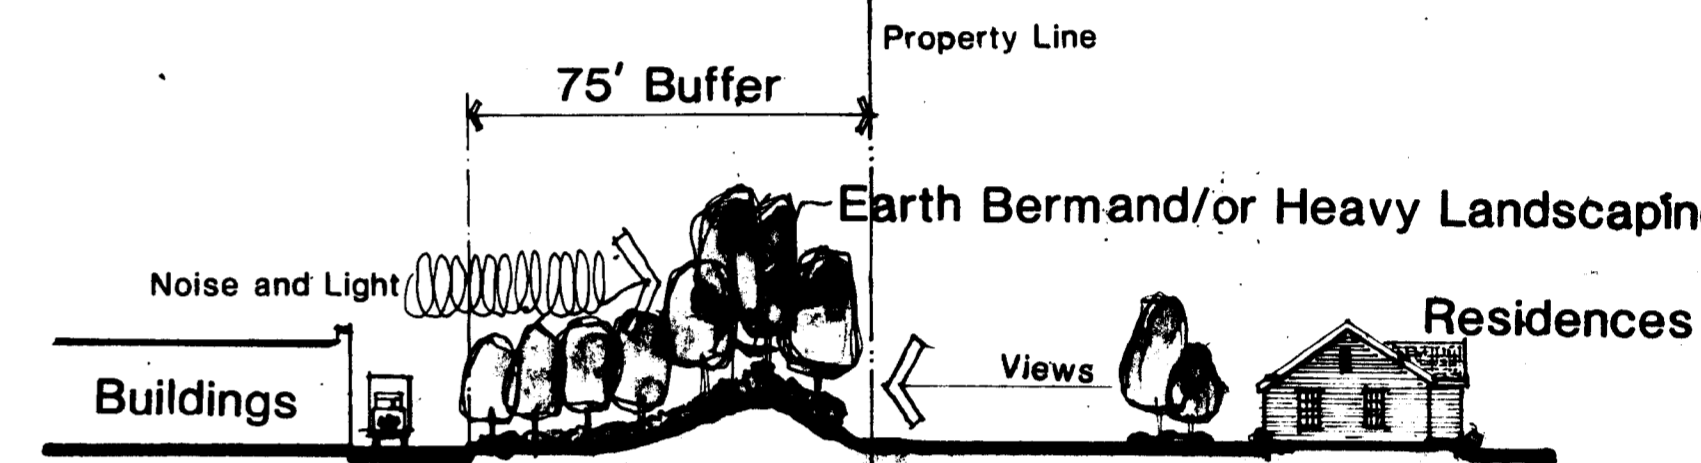 Property Line
75' Buffer
Earth Bermand/or Heavy Landscapin
Noise and Light
Residences
Views
Buildings